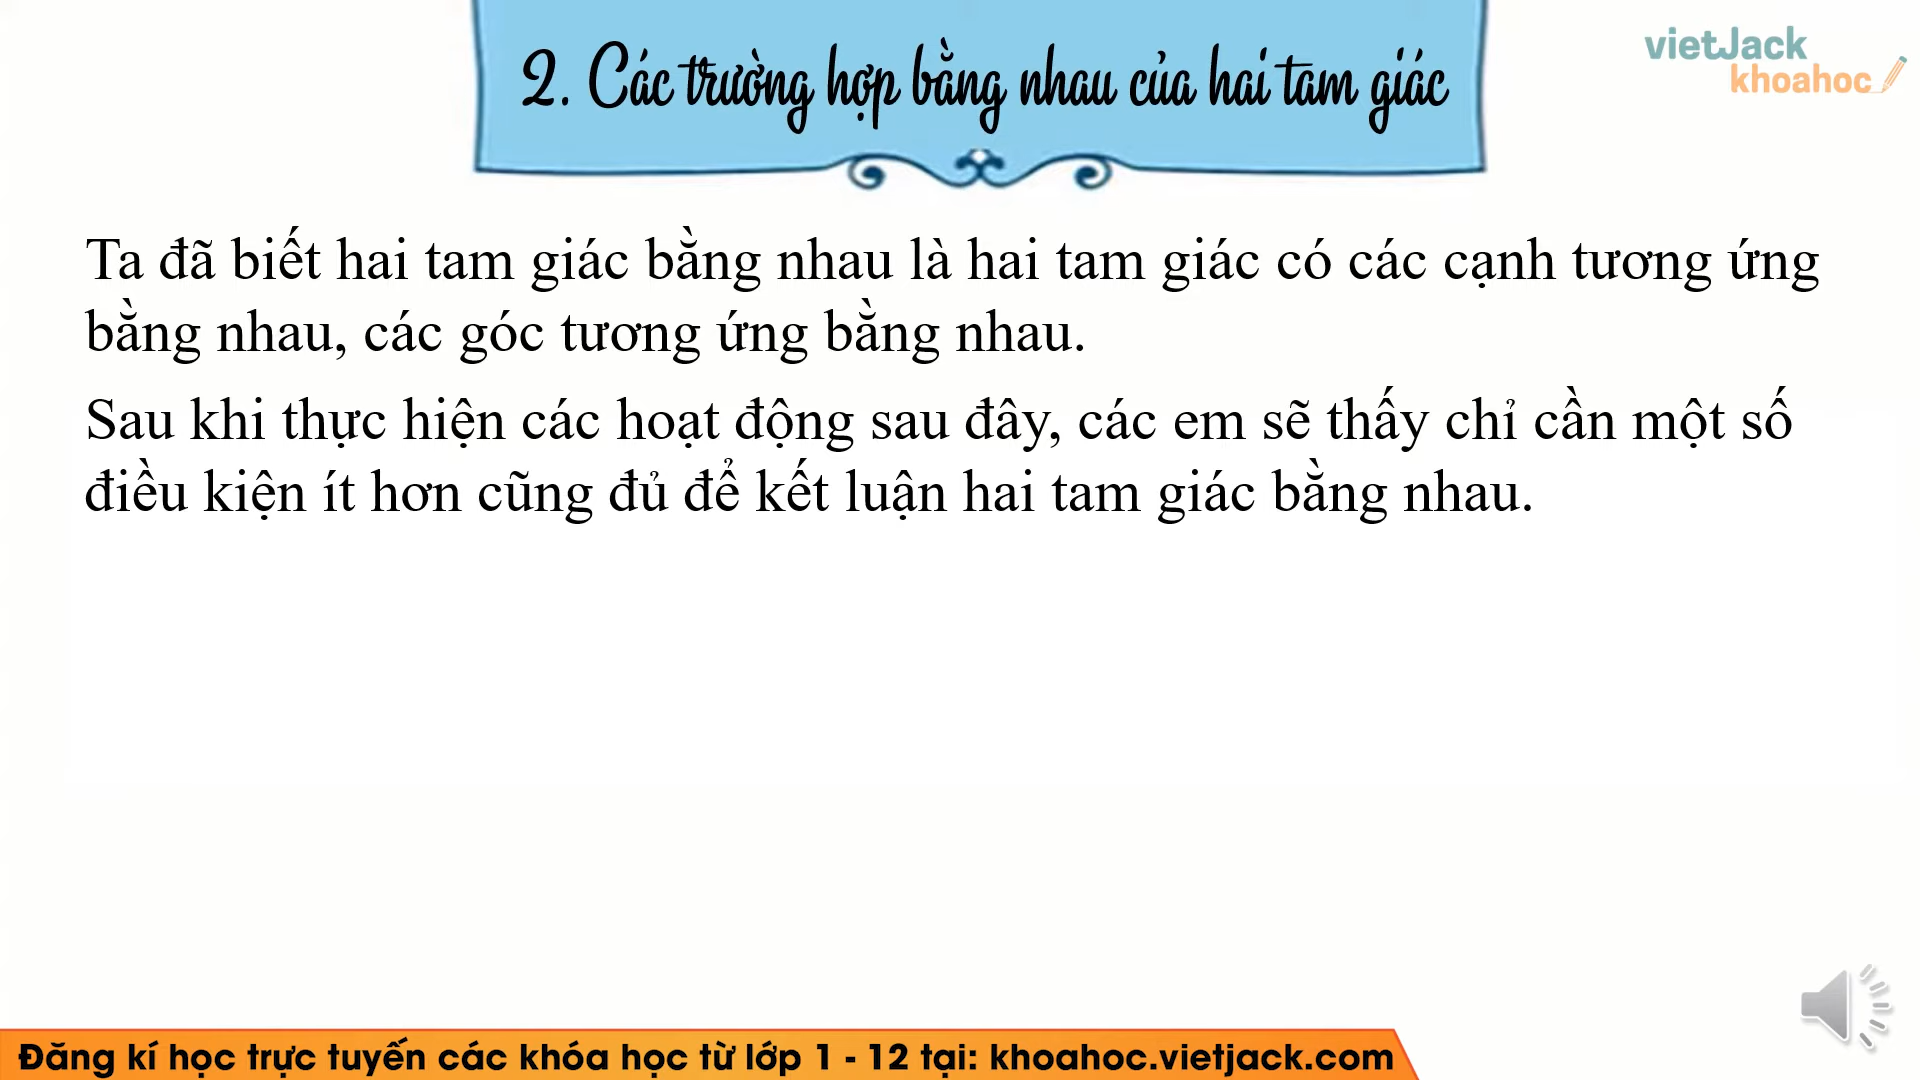 2. Các trường hợp bằng nhau của hai tam giác
vietJack
khoahoc
Ta đã biết hai tam giác bằng nhau là hai tam giác có các cạnh tương ứng
bằng nhau, các góc tương ứng bằng nhau.
Sau khi thực hiện các hoạt động sau đây, các em sẽ thấy chỉ cần một số
điều kiện ít hơn cũng đủ để kết luận hai tam giác bằng nhau.
Đăng kí học trực tuyến các khóa học từ lớp 1 - 12 tại: khoahoc.vietjack.com